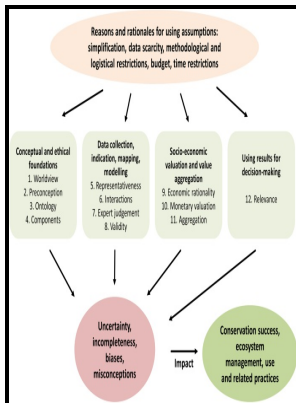 Reasons and rationales for using assumptions:
simplification, data scarcity, methodological and
logistical restrictions, budget, time restrictions
Conceptual and ethical
foundations
1. Worldview
2. Preconception
3. Ontology
4. Components
Data collection,
indication, mapping,
modelling
5. Representativeness
6. Interactions
7. Expert judgement
8. Validity
Socio-economic
valuation and value
aggregation
9. Economic rationality
10. Monetary valuation
11. Aggregation
Using results for
decision-making
12. Relevance
Uncertainty,
incompleteness,
biases,
misconceptions
Impact
Conservation success,
ecosystem
management, use
and related practices